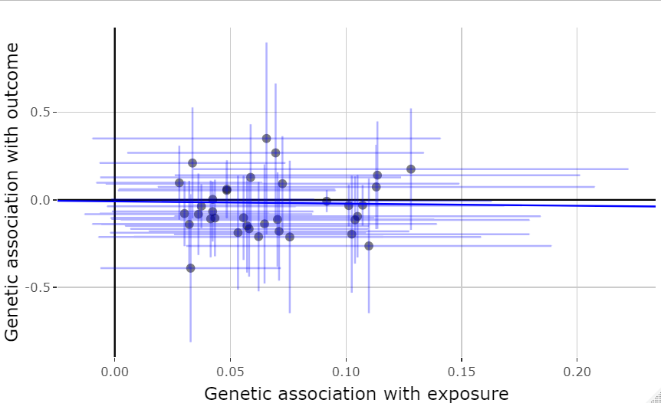 Genetic association with outcome
0.5
0.0
-0.5
0.00 0.05 0.10 0.15 0.20
Genetic association with exposure